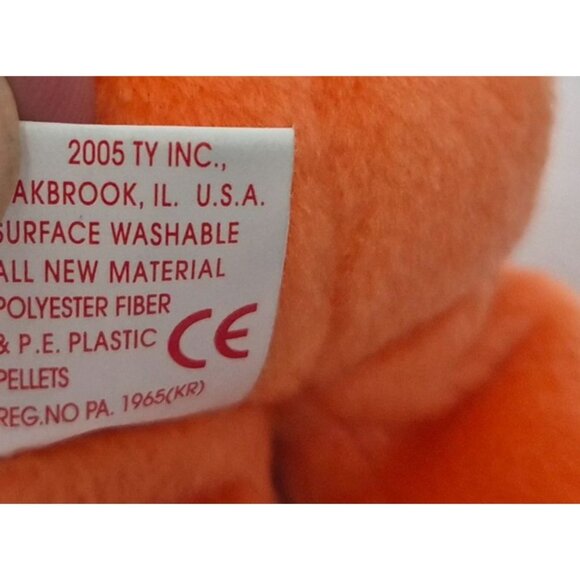 2005 TY INC.,
AKBROOK, IL. U.S.A.
SURFACE WASHABLE
ALL NEW MATERIAL
POLYESTER FIBER
& P.E. PLASTIC
PELLETS
REG.NO PA. 1965(KR)
CE